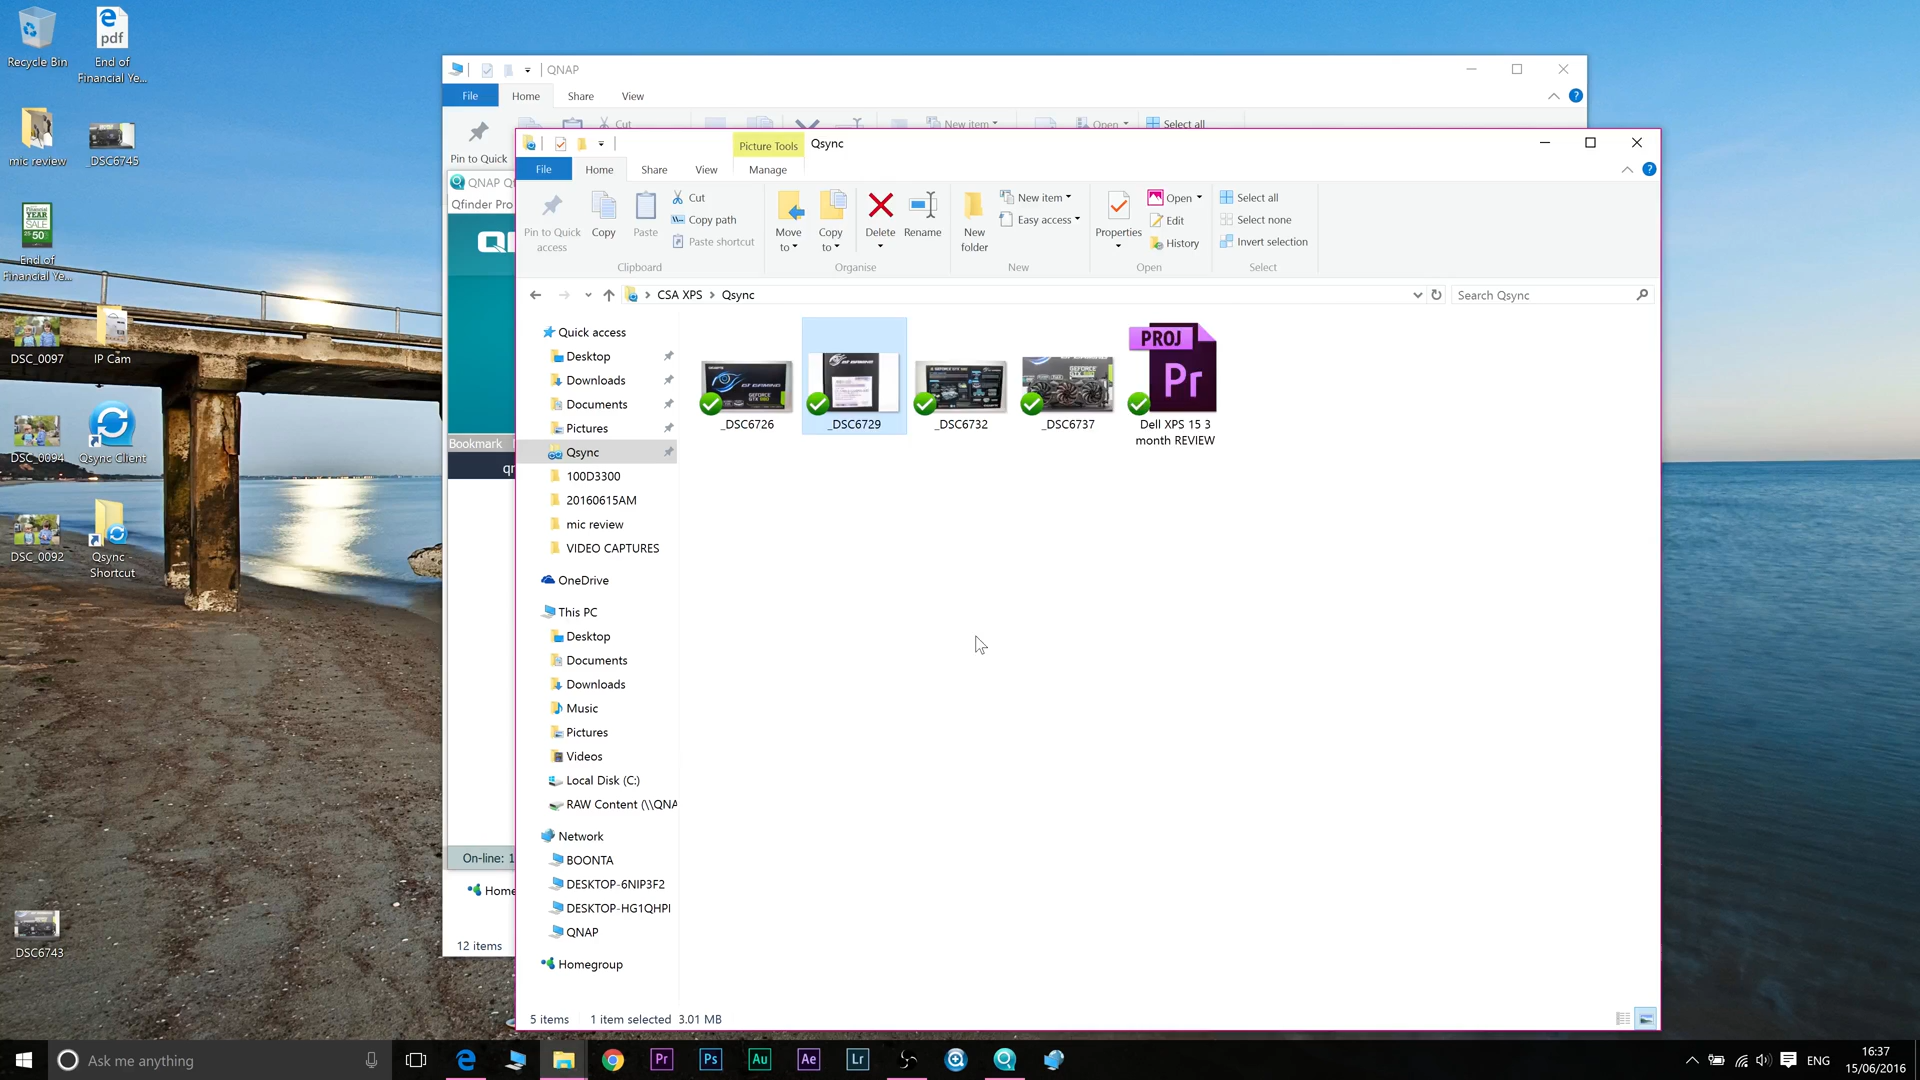 Recycle Bin
End of
Financial Ye...
mic review
_DSC6745
End of
Financial Ye...
DSC_0097
IP Cam
DSC_0094
Qsync Client
DSC_0092
Qsync -
Shortcut
_DSC6743
QNAP
File
Home
Share
View
Cut
New item
Open
Select all
Pin to Quick
Qfinder Pro
Bookmark
On-line: 1
12 items
Picture Tools
Qsync
File
Home
Share
View
Manage
Pin to Quick
access
Copy
Paste
Cut
Copy path
Paste shortcut
Clipboard
Move
to
Copy
to
Delete
Rename
Organise
New
folder
New item
Easy access
New
Properties
Open
Edit
History
Open
Select all
Select none
Invert selection
Select
CSA XPS
Qsync
Search Qsync
Quick access
Desktop
Downloads
Documents
Pictures
Qsync
100D3300
20160615AM
mic review
VIDEO CAPTURES
OneDrive
This PC
Desktop
Documents
Downloads
Music
Pictures
Videos
Local Disk (C:)
RAW Content (\\QNA
Network
BOONTA
DESKTOP-6NIP3F2
DESKTOP-HG1QHPI
QNAP
Homegroup
_DSC6726
_DSC6729
_DSC6732
_DSC6737
PROJ
Pr
Dell XPS 15 3
month REVIEW
5 items
1 item selected 3.01 MB
Ask me anything
Pr
Ps
Au
Ae
Lr
ENG
16:37
15/06/2016